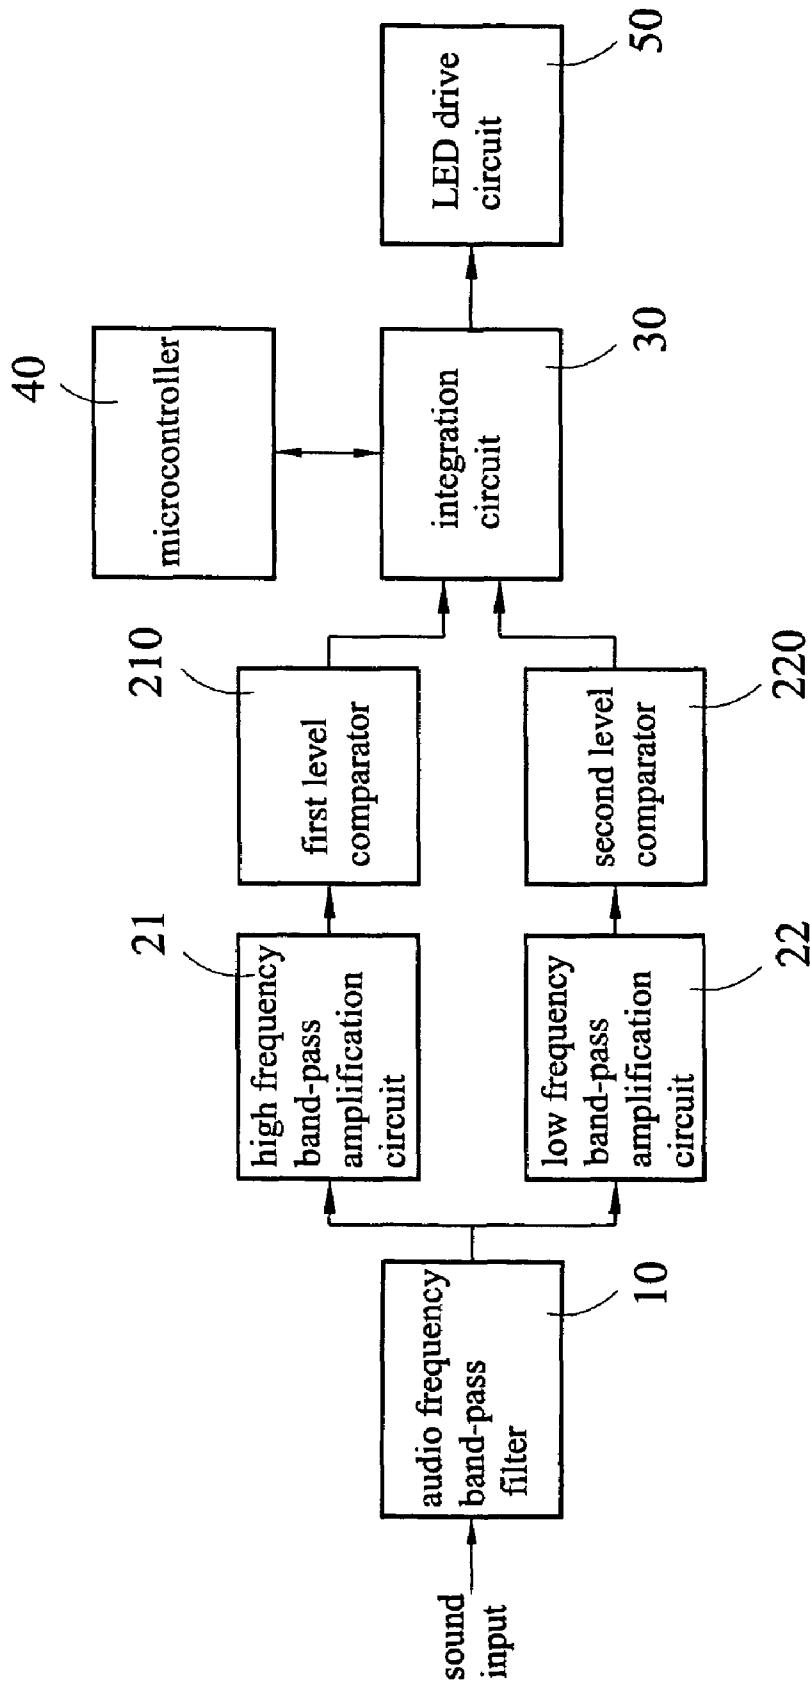 sound
input
audio frequency
band-pass
filter
10
high frequency
band-pass
amplification
circuit
21
low frequency
band-pass
amplification
circuit
22
first level
comparator
210
second level
comparator
220
integration
circuit
30
microcontroller
40
LED drive
circuit
50